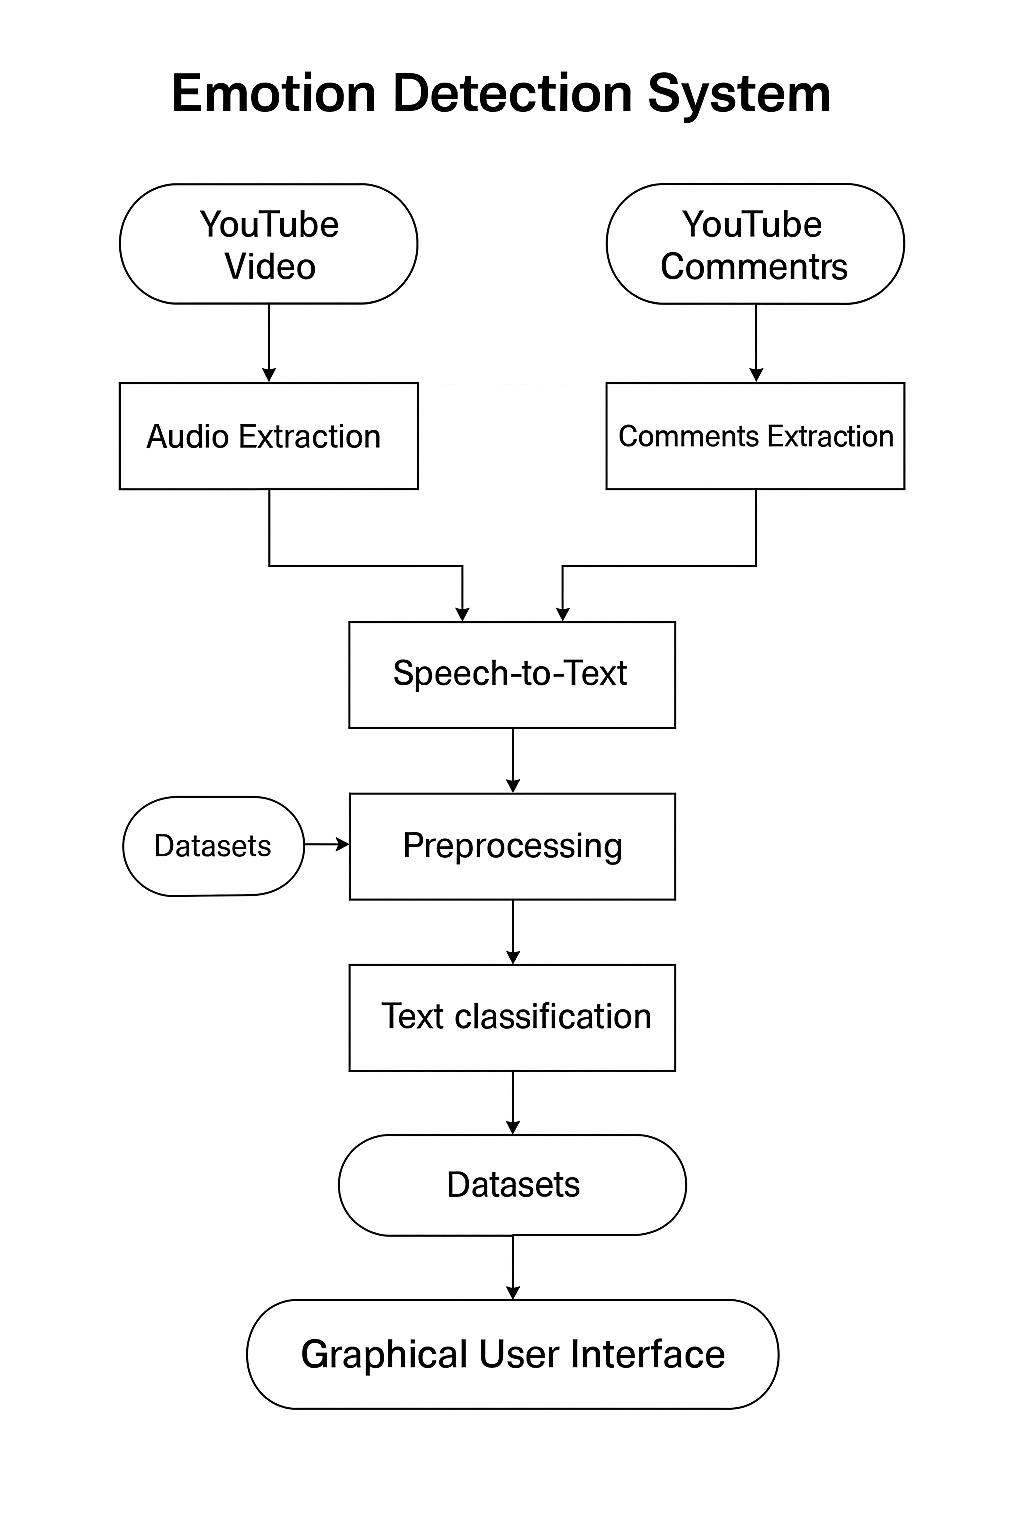 Emotion Detection System
YouTube
Video
YouTube
Commentrs
Audio Extraction
Comments Extraction
Speech-to-Text
Datasets
Preprocessing
Text classification
Datasets
Graphical User Interface